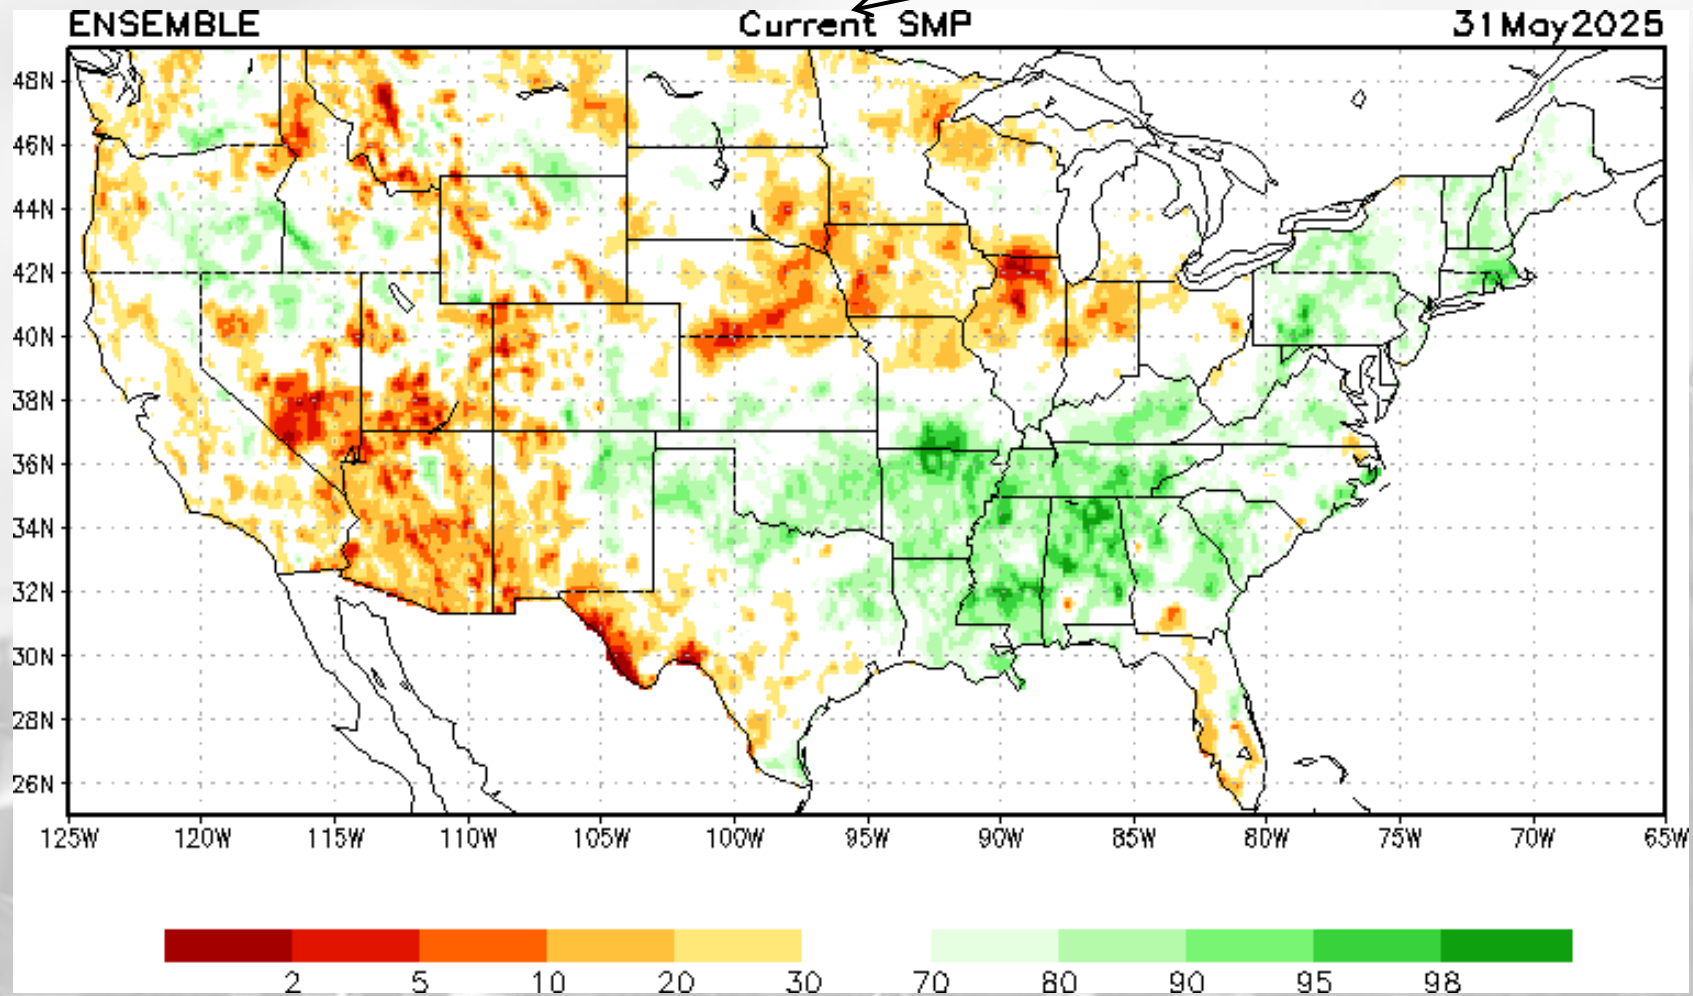 ENSEMBLE Current SMP 31May2025
48N
46N
44N
42N
40N
38N
36N
34N
32N
30N
28N
26N
125W 120W 115W 110W 105W 100W 95W 90W 85W 80W 75W 70W 65W
2 5 10 20 30 70 80 90 95 98